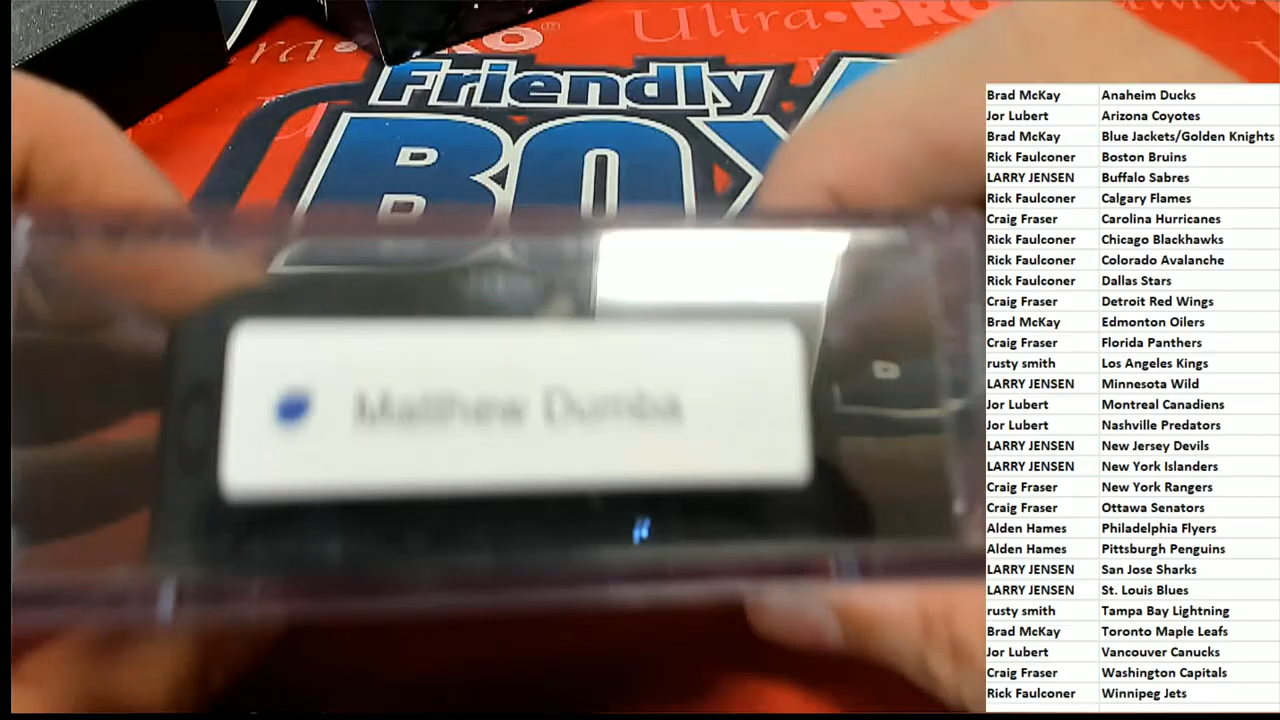 Ultra•PRO
Ultra•PRO
Friendly
BOX
Matthew Dumba
Brad McKay Anaheim Ducks
Jor Lubert Arizona Coyotes
Brad McKay Blue Jackets/Golden Knights
Rick Faulconer Boston Bruins
LARRY JENSEN Buffalo Sabres
Rick Faulconer Calgary Flames
Craig Fraser Carolina Hurricanes
Rick Faulconer Chicago Blackhawks
Rick Faulconer Colorado Avalanche
Rick Faulconer Dallas Stars
Craig Fraser Detroit Red Wings
Brad McKay Edmonton Oilers
Craig Fraser Florida Panthers
rusty smith Los Angeles Kings
LARRY JENSEN Minnesota Wild
Jor Lubert Montreal Canadiens
Jor Lubert Nashville Predators
LARRY JENSEN New Jersey Devils
LARRY JENSEN New York Islanders
Craig Fraser New York Rangers
Craig Fraser Ottawa Senators
Alden Hames Philadelphia Flyers
Alden Hames Pittsburgh Penguins
LARRY JENSEN San Jose Sharks
LARRY JENSEN St. Louis Blues
rusty smith Tampa Bay Lightning
Brad McKay Toronto Maple Leafs
Jor Lubert Vancouver Canucks
Craig Fraser Washington Capitals
Rick Faulconer Winnipeg Jets